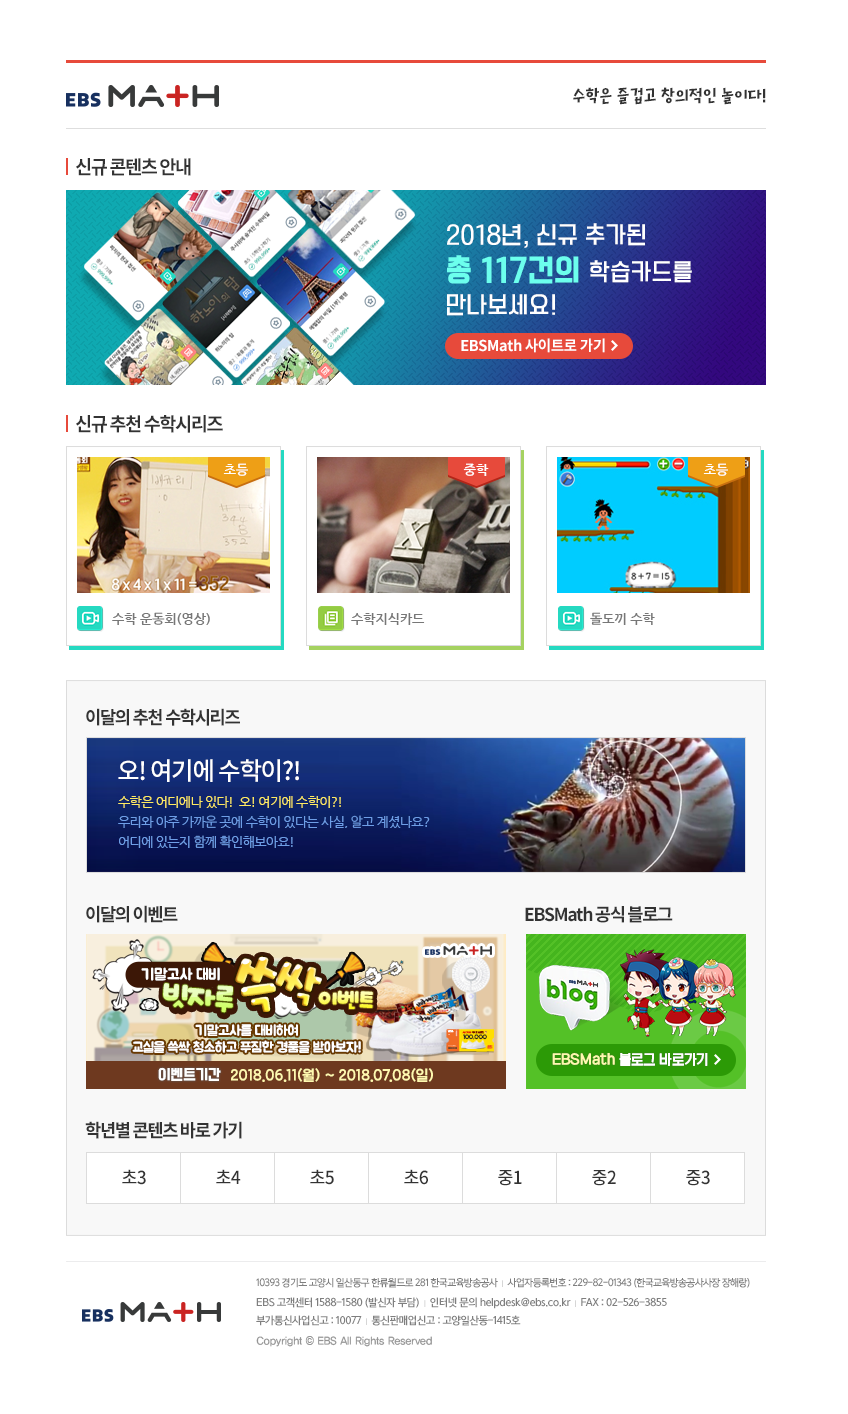 EBS MATH
수학은 즐겁고 창의적인 놀이다!
신규 콘텐츠 안내
2018년, 신규 추가된
총 117건의 학습카드를
만나보세요!
EBSMath 사이트로 가기
신규 추천 수학시리즈
초등
8 x 4 x 1 x 11 = 352
수학 운동회(영상)
중학
X
수학지식카드
초등
8+7=15
돌도끼 수학
이달의 추천 수학시리즈
오! 여기에 수학이?!
수학은 어디에나 있다! 오! 여기에 수학이?!
우리와 아주 가까운 곳에 수학이 있다는 사실, 알고 계셨나요?
어디에 있는지 함께 확인해보아요!
이달의 이벤트
EBS MATH
기말고사 대비
빗자루 쓱싹 이벤트
기말고사를 대비하여
교실을 쓱싹 청소하고 푸짐한 경품을 받아보자!
100,000
이벤트기간 2018.06.11(월) ~ 2018.07.08(일)
EBSMath 공식 블로그
EBS MATH
blog
EBSMath 블로그 바로가기
학년별 콘텐츠 바로 가기
초3 초4 초5 초6 중1 중2 중3
EBS MATH
10393 경기도 고양시 일산동구 한류월드로 281 한국교육방송공사 | 사업자등록번호 : 229-82-01343 (한국교육방송공사사장 장해랑)
EBS 고객센터 1588-1580 (발신자 부담) | 인터넷 문의 helpdesk@ebs.co.kr | FAX : 02-526-3855
부가통신사업신고 : 10077 | 통신판매업신고 : 고양일산동-1415호
Copyright © EBS All Rights Reserved